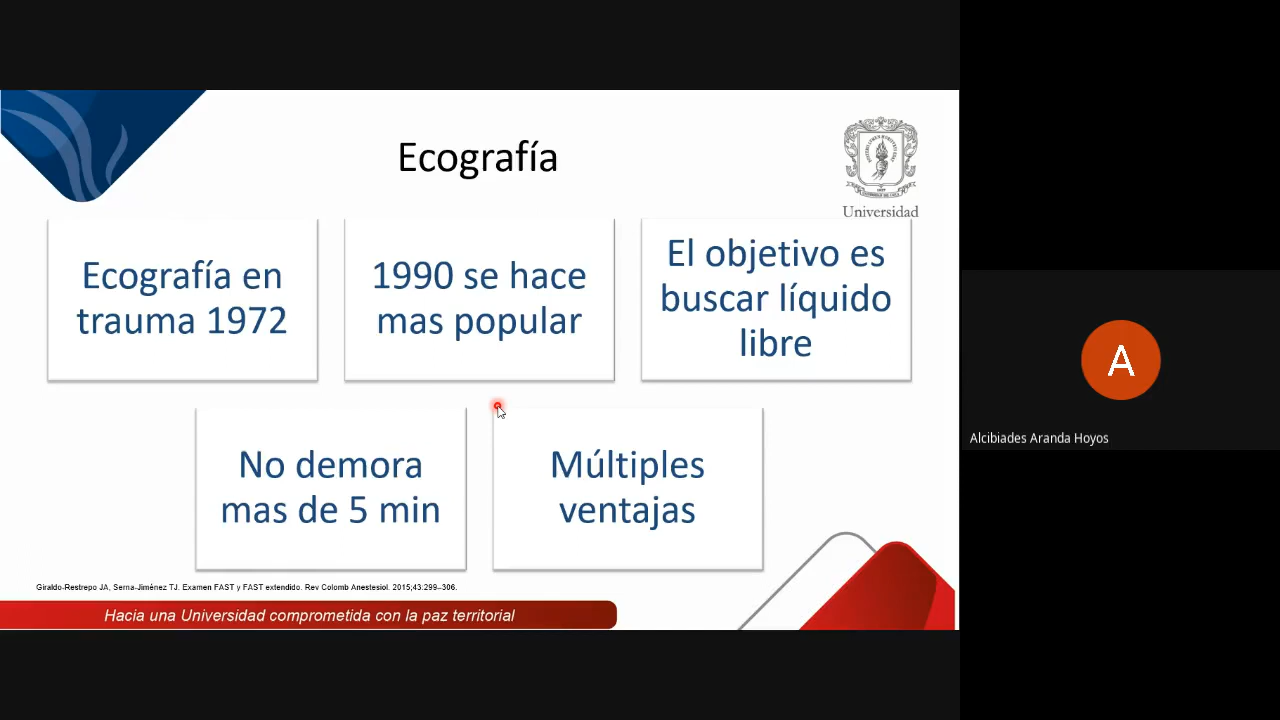 Ecografía
Universidad
Ecografía en
trauma 1972
1990 se hace
mas popular
El objetivo es
buscar líquido
libre
No demora
mas de 5 min
Múltiples
ventajas
Giraldo-Restrepo JA, Serna-Jiménez TJ. Examen FAST y FAST extendido. Rev Colomb Anestesiol. 2015;43:299–306.
Hacia una Universidad comprometida con la paz territorial
A
Alcibiades Aranda Hoyos